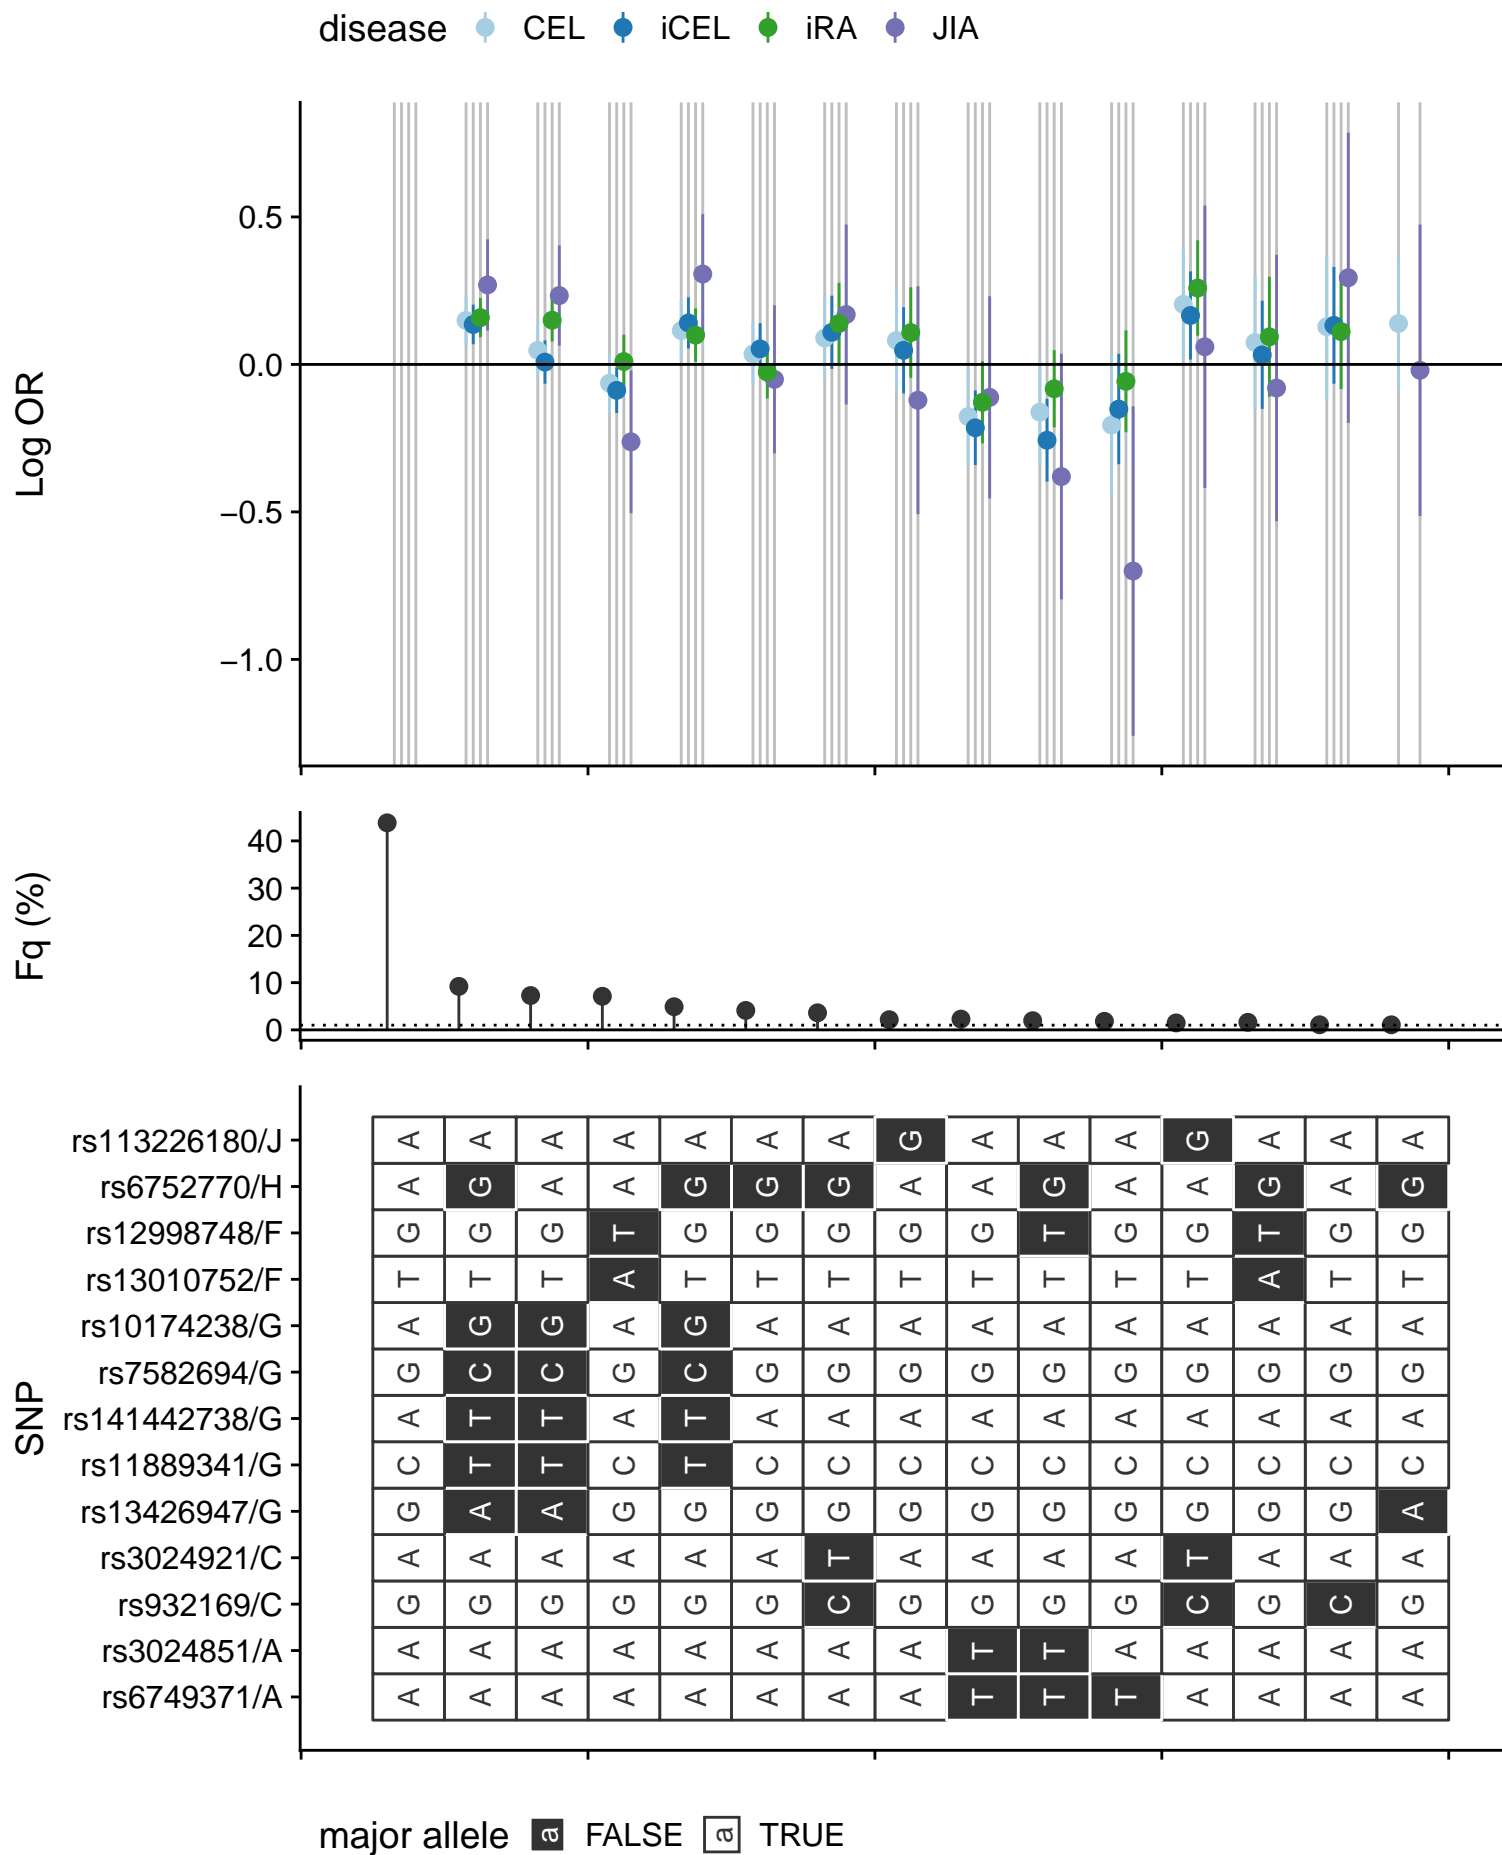 disease CEL iCEL iRA JIA
Log OR
0.5
0.0
−0.5
−1.0
Fq (%)
40
30
20
10
0
SNP
rs113226180/J A A A A A A A G A A A G A A A
rs6752770/H A G A A G G G A A G A A G A G
rs12998748/F G G G T G G G G G T G G T G G
rs13010752/F T T T A T T T T T T T T A T T
rs10174238/G A G G A G A A A A A A A A A A
rs7582694/G G C C G C G G G G G G G G G G
rs141442738/G A T T A T A A A A A A A A A A
rs11889341/G C T T C T C C C C C C C C C C
rs13426947/G G A A G G G G G G G G G G G A
rs3024921/C A A A A A A T A A A A T A A A
rs932169/C G G G G G G C G G G G C G C G
rs3024851/A A A A A A A A A T T A A A A A
rs6749371/A A A A A A A A A T T T A A A A
major allele a FALSE a TRUE